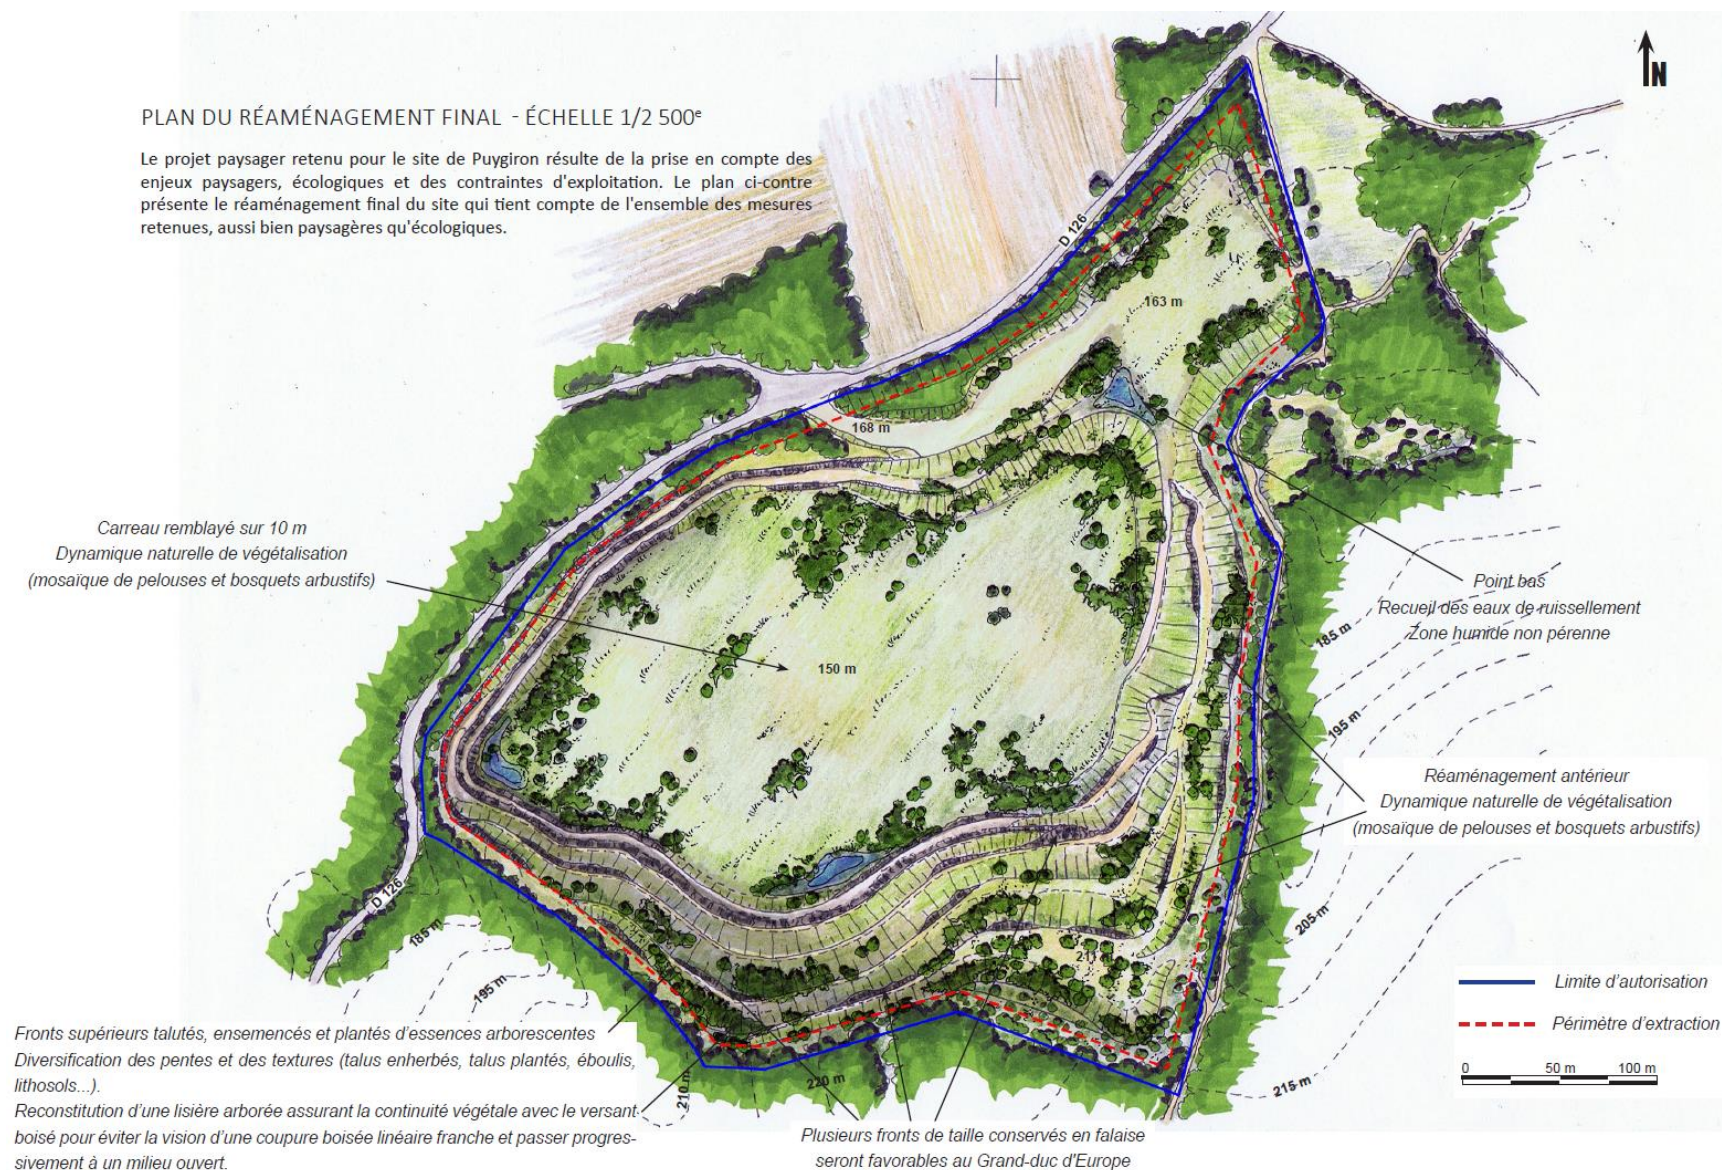 N
PLAN DU RÉAMÉNAGEMENT FINAL - ÉCHELLE 1/2 500e
Le projet paysager retenu pour le site de Puygiron résulte de la prise en compte des
enjeux paysagers, écologiques et des contraintes d'exploitation. Le plan ci-contre
présente le réaménagement final du site qui tient compte de l'ensemble des mesures
retenues, aussi bien paysagères qu'écologiques.
D 126
163 m
168 m
Carreau remblayé sur 10 m
Dynamique naturelle de végétalisation
(mosaïque de pelouses et bosquets arbustifs)
Point bas
Recueil des eaux de ruissellement
Zone humide non pérenne
185 m
150 m
195 m
Réaménagement antérieur
Dynamique naturelle de végétalisation
(mosaïque de pelouses et bosquets arbustifs)
D 126
185 m
205 m
195 m
Limite d'autorisation
Périmètre d'extraction
0 50 m 100 m
Fronts supérieurs talutés, ensemencés et plantés d'essences arborescentes
Diversification des pentes et des textures (talus enherbés, talus plantés, éboulis,
lithosols...).
Reconstitution d'une lisière arborée assurant la continuité végétale avec le versant
boisé pour éviter la vision d'une coupure boisée linéaire franche et passer progres-
sivement à un milieu ouvert.
210 m
220 m
215 m
Plusieurs fronts de taille conservés en falaise
seront favorables au Grand-duc d'Europe